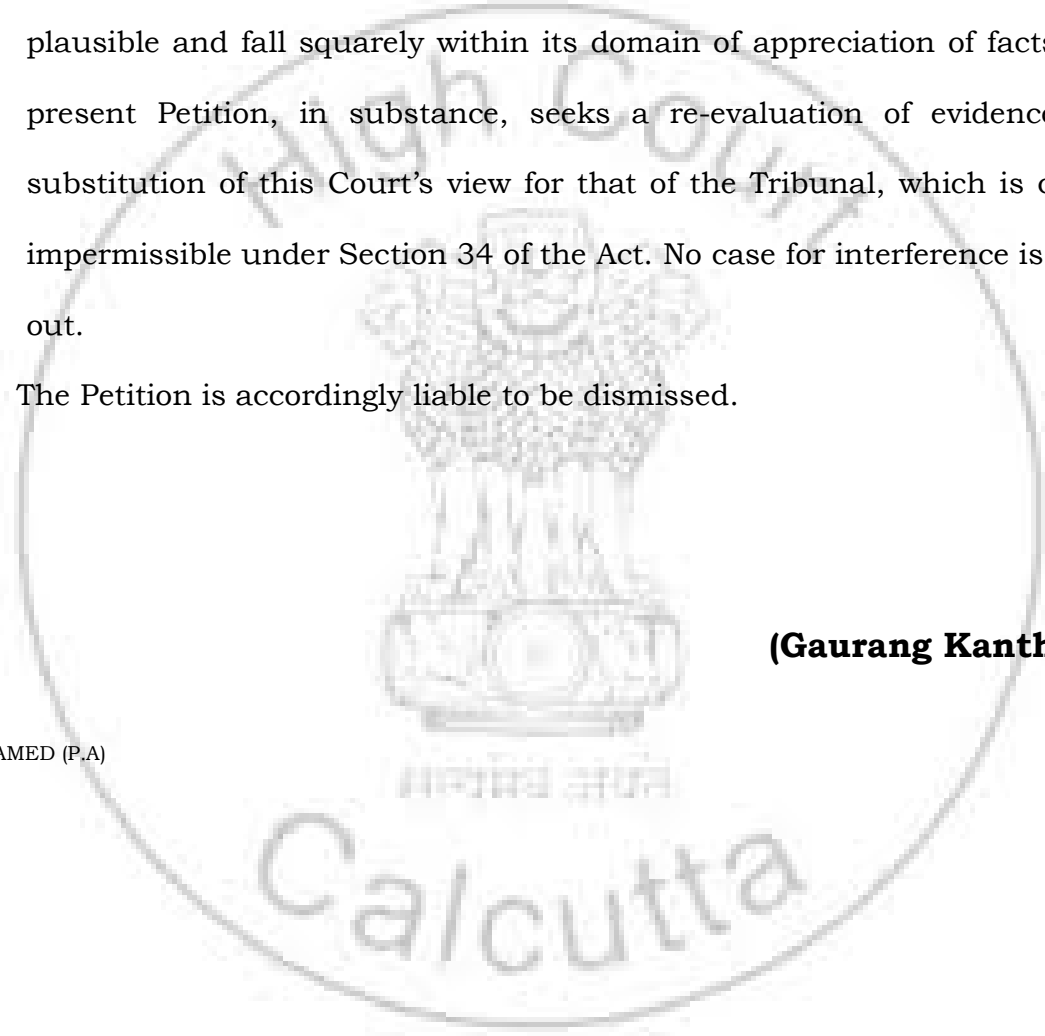 plausible and fall squarely within its domain of appreciation of facts
present Petition, in substance, seeks a re-evaluation of evidence
substitution of this Court's view for that of the Tribunal, which is
impermissible under Section 34 of the Act. No case for interference is
out.
The Petition is accordingly liable to be dismissed.
(Gaurang Kanth
AMED (P.A)
High Court
Calcutta